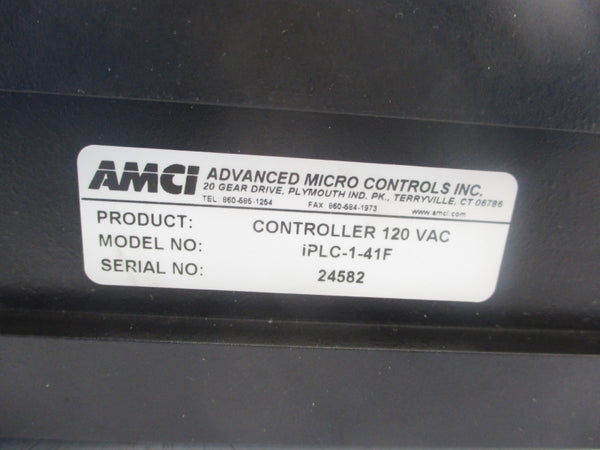 AMCI ADVANCED MICRO CONTROLS INC.
20 GEAR DRIVE, PLYMOUTH IND. PK., TERRYVILLE, CT 06786
TEL: 860-585-1254 FAX 860-584-1973 www.amci.com
PRODUCT: CONTROLLER 120 VAC
MODEL NO: iPLC-1-41F
SERIAL NO: 24582